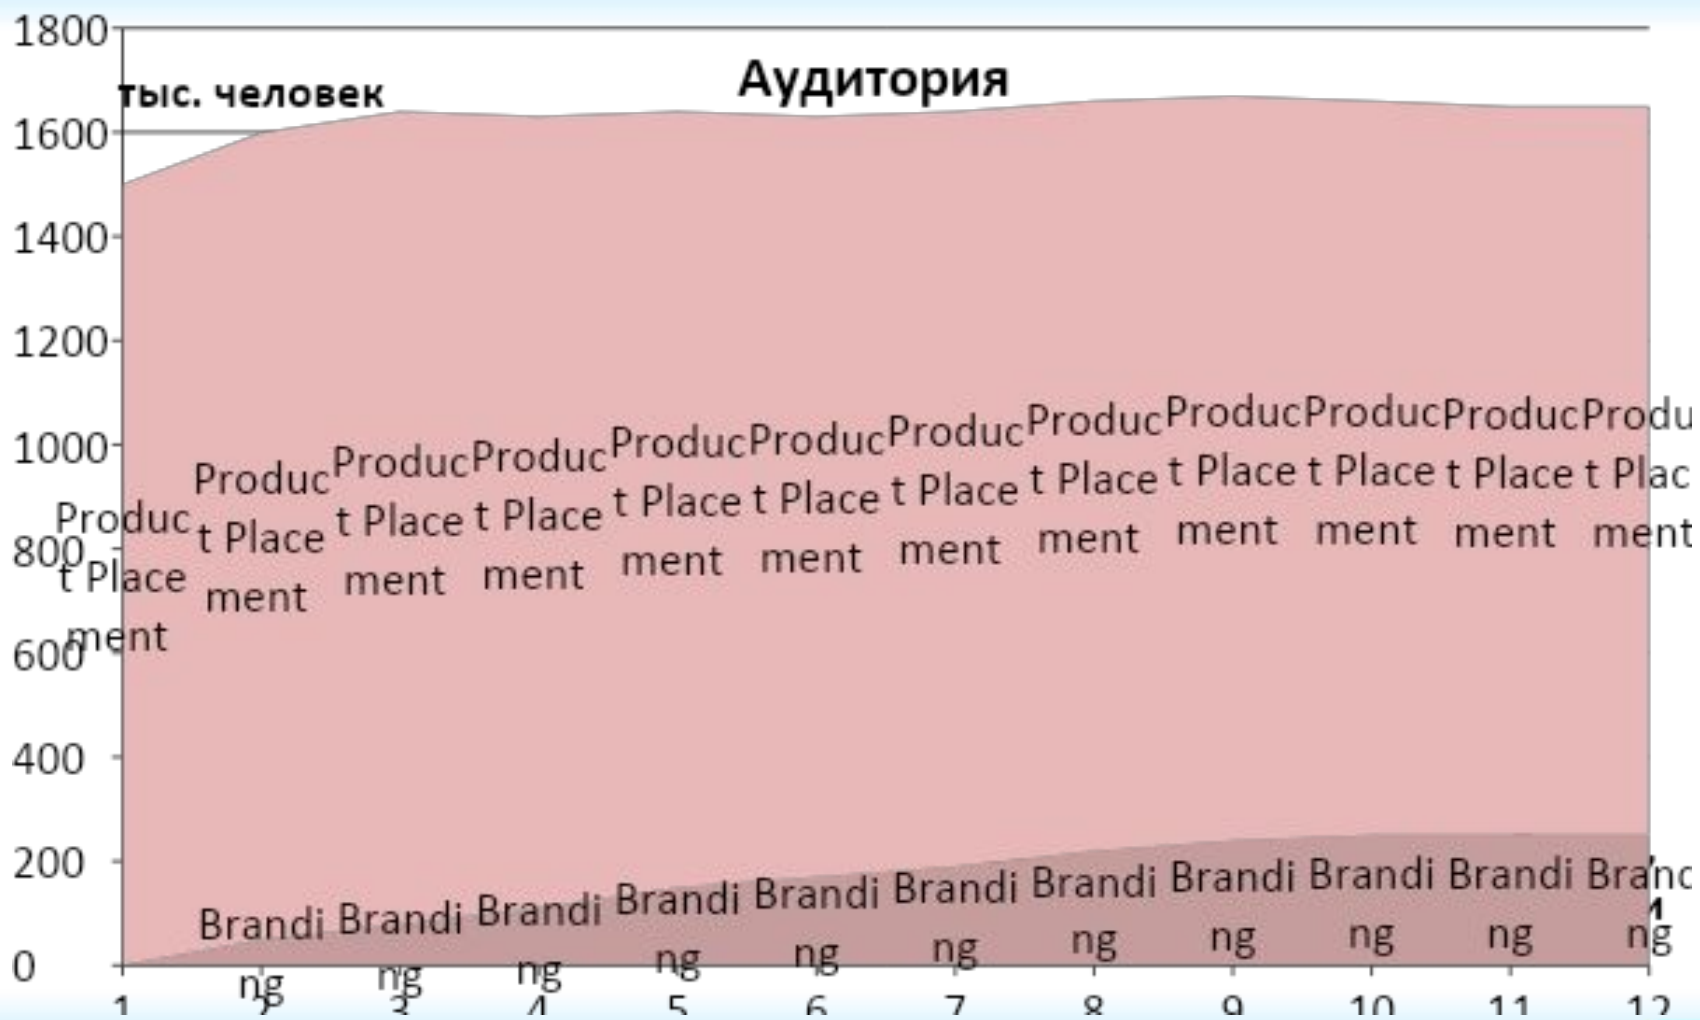 Аудитория
тыс. человек
1800
1600
1400
1200
1000
800
600
400
200
0
Produc
t Place
ment
Produc
t Place
ment
Produc
t Place
ment
Produc
t Place
ment
Produc
t Place
ment
Produc
t Place
ment
Produc
t Place
ment
Produc
t Place
ment
Produc
t Place
ment
Produc
t Place
ment
Produc
t Place
ment
Produ
t Plac
ment
Brandi
ng
Brandi
ng
Brandi
ng
Brandi
ng
Brandi
ng
Brandi
ng
Brandi
ng
Brandi
ng
Brandi
ng
Brandi
ng
Brand
ng
1 2 3 4 5 6 7 8 9 10 11 12